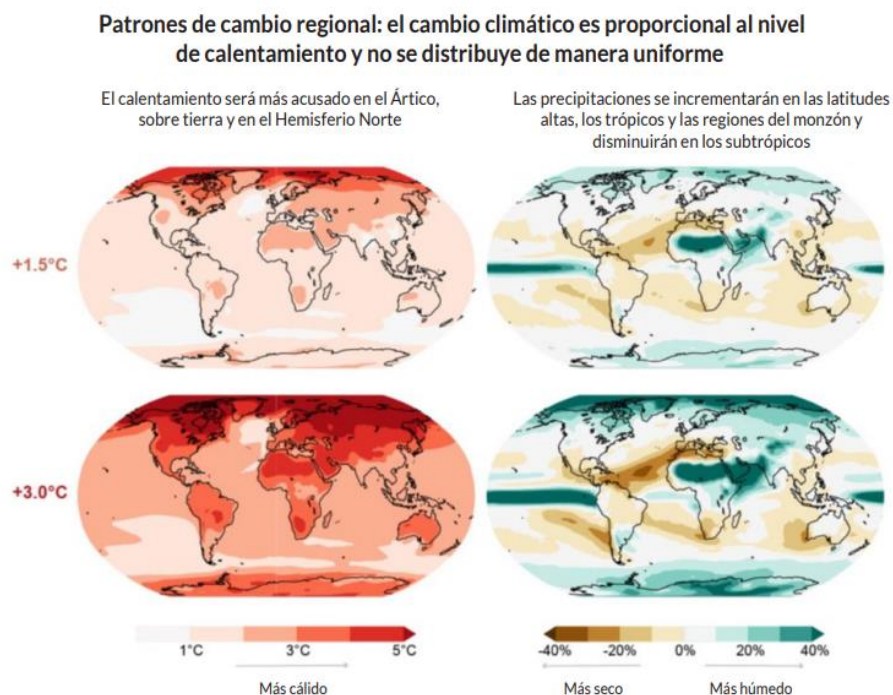 Patrones de cambio regional: el cambio climático es proporcional al nivel
de calentamiento y no se distribuye de manera uniforme
El calentamiento será más acusado en el Ártico,
sobre tierra y en el Hemisferio Norte
Las precipitaciones se incrementarán en las latitudes
altas, los trópicos y las regiones del monzón y
disminuirán en los subtrópicos
+1.5°C
+3.0°C
1°C 3°C 5°C
Más cálido
-40% -20% 0% 20% 40%
Más seco Más húmedo